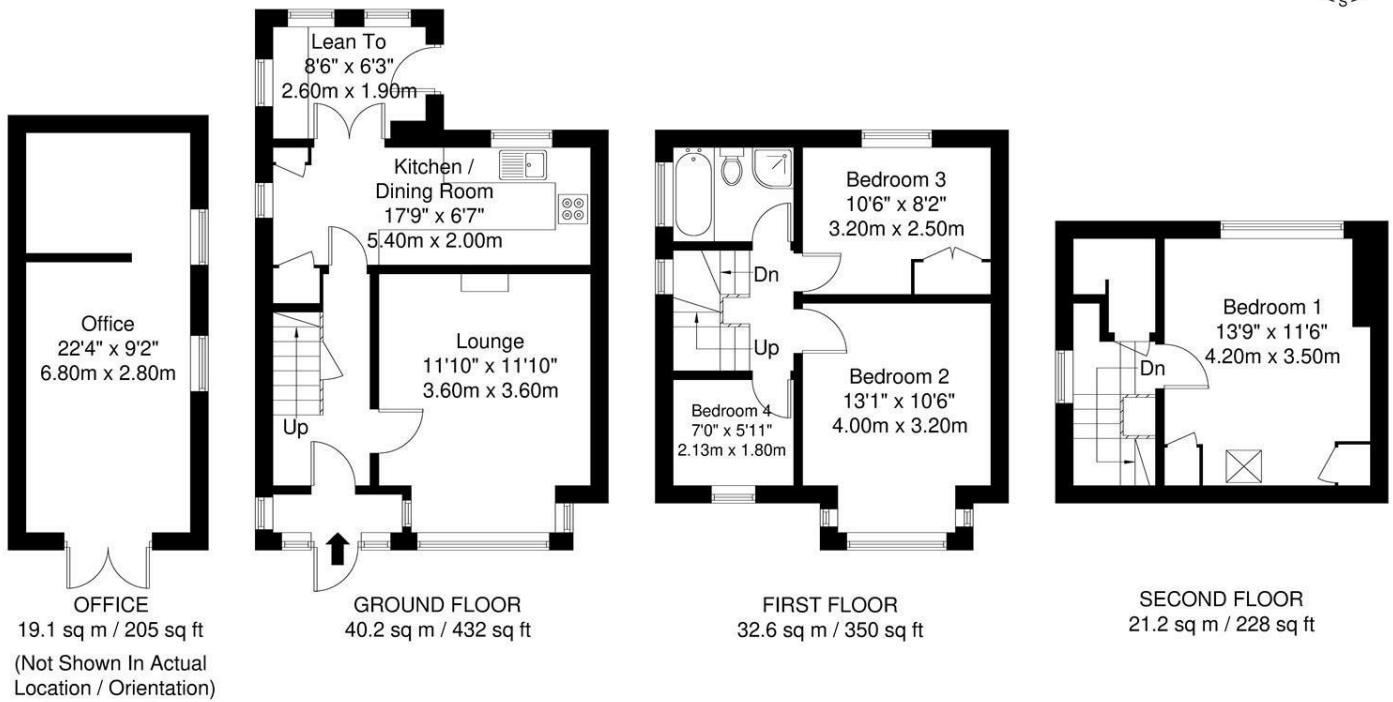 S
Lean To
8'6" x 6'3"
2.60m x 1.90m
Kitchen /
Dining Room
17'9" x 6'7"
5.40m x 2.00m
Office
22'4" x 9'2"
6.80m x 2.80m
Lounge
11'10" x 11'10"
3.60m x 3.60m
Up
Bedroom 3
10'6" x 8'2"
3.20m x 2.50m
Dn
Up
Bedroom 4
7'0" x 5'11"
2.13m x 1.80m
Bedroom 2
13'1" x 10'6"
4.00m x 3.20m
Bedroom 1
13'9" x 11'6"
4.20m x 3.50m
Dn
OFFICE
19.1 sq m / 205 sq ft
(Not Shown In Actual
Location / Orientation)
GROUND FLOOR
40.2 sq m / 432 sq ft
FIRST FLOOR
32.6 sq m / 350 sq ft
SECOND FLOOR
21.2 sq m / 228 sq ft